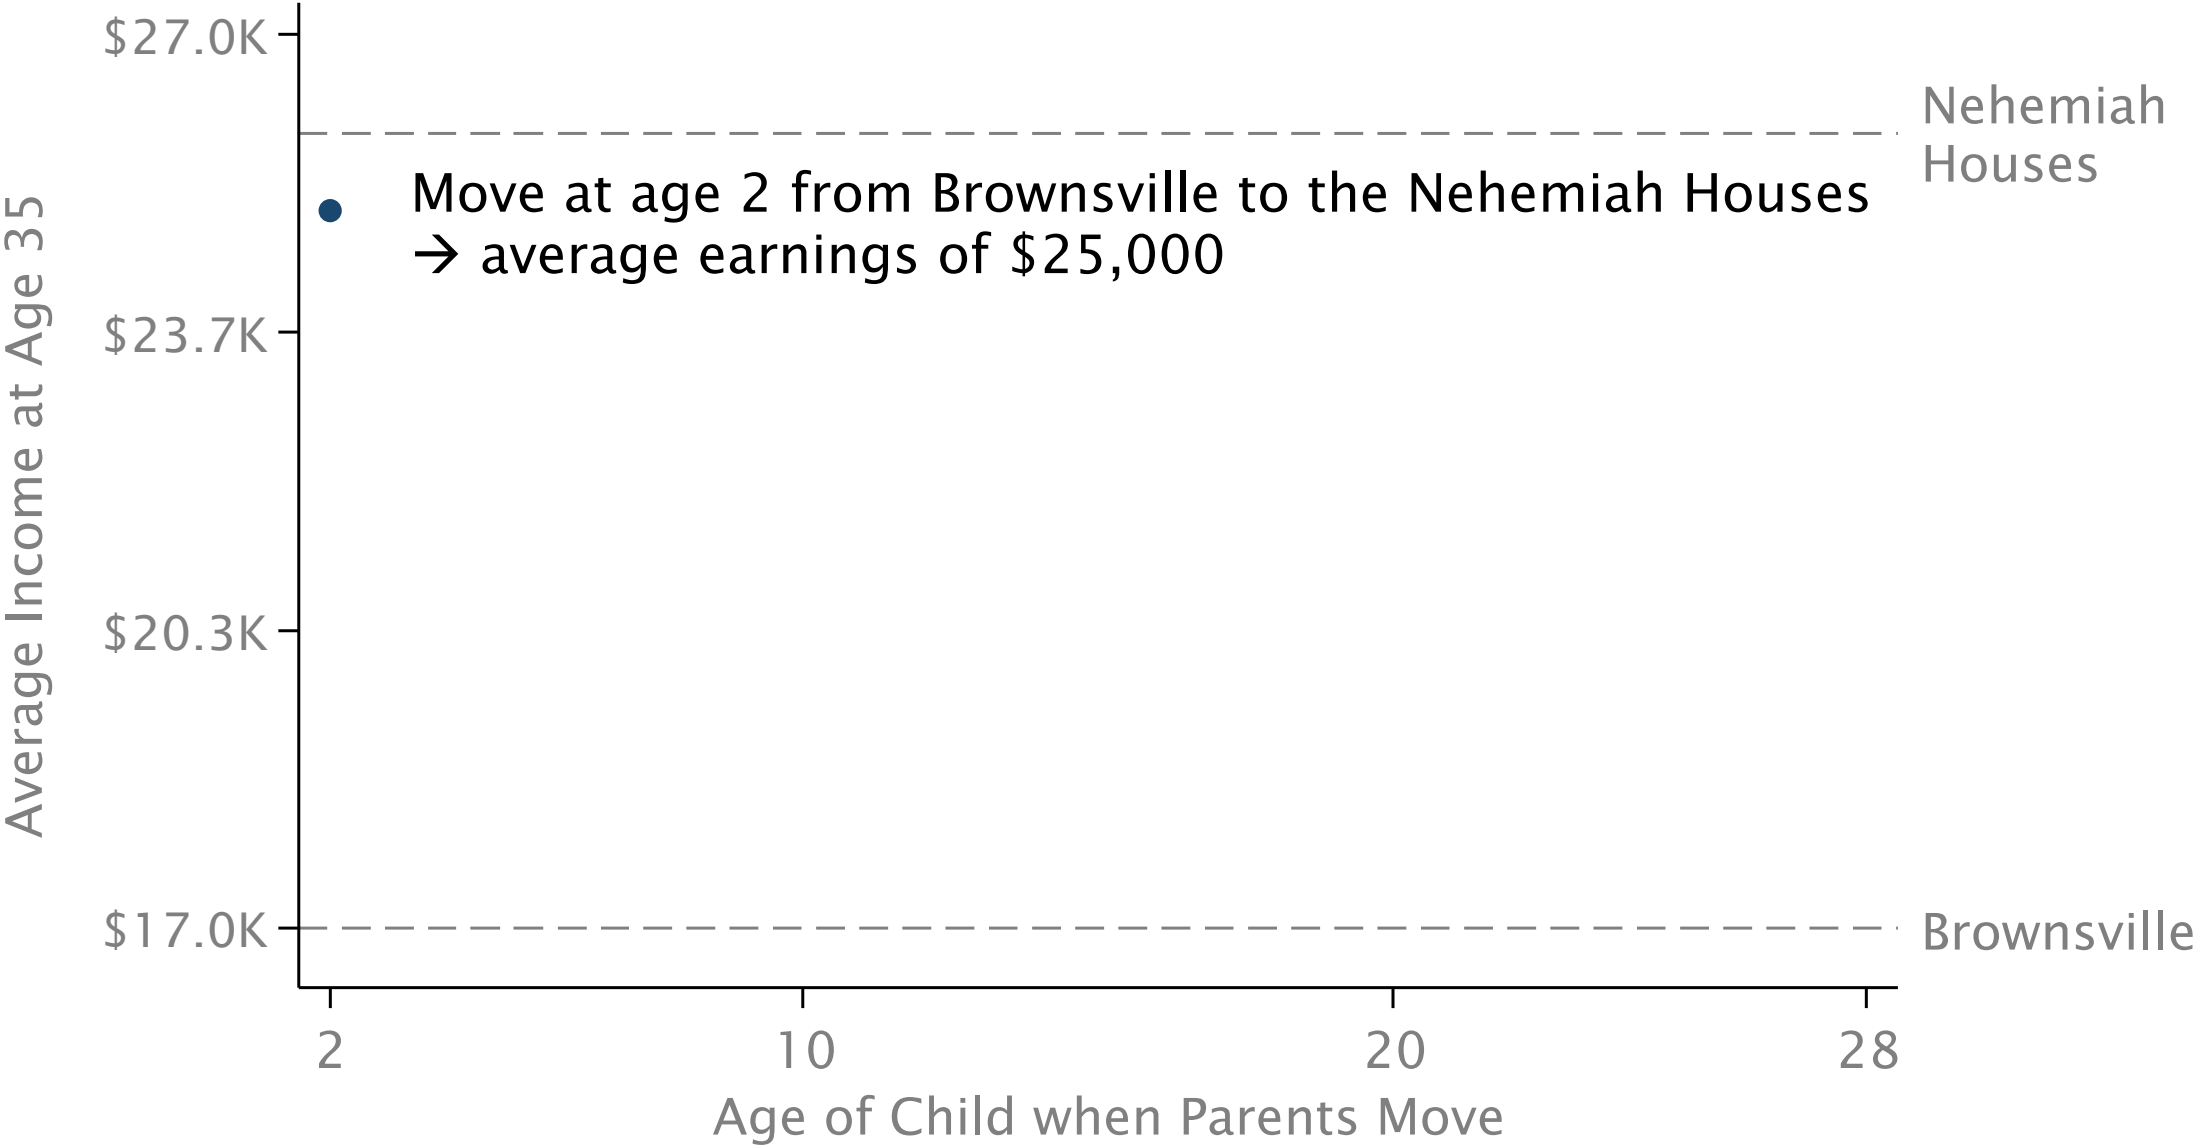 $27.0K
Nehemiah
Houses
Move at age 2 from Brownsville to the Nehemiah Houses
→ average earnings of $25,000
Average Income at Age 35
$23.7K
$20.3K
$17.0K
Brownsville
2 10 20 28
Age of Child when Parents Move